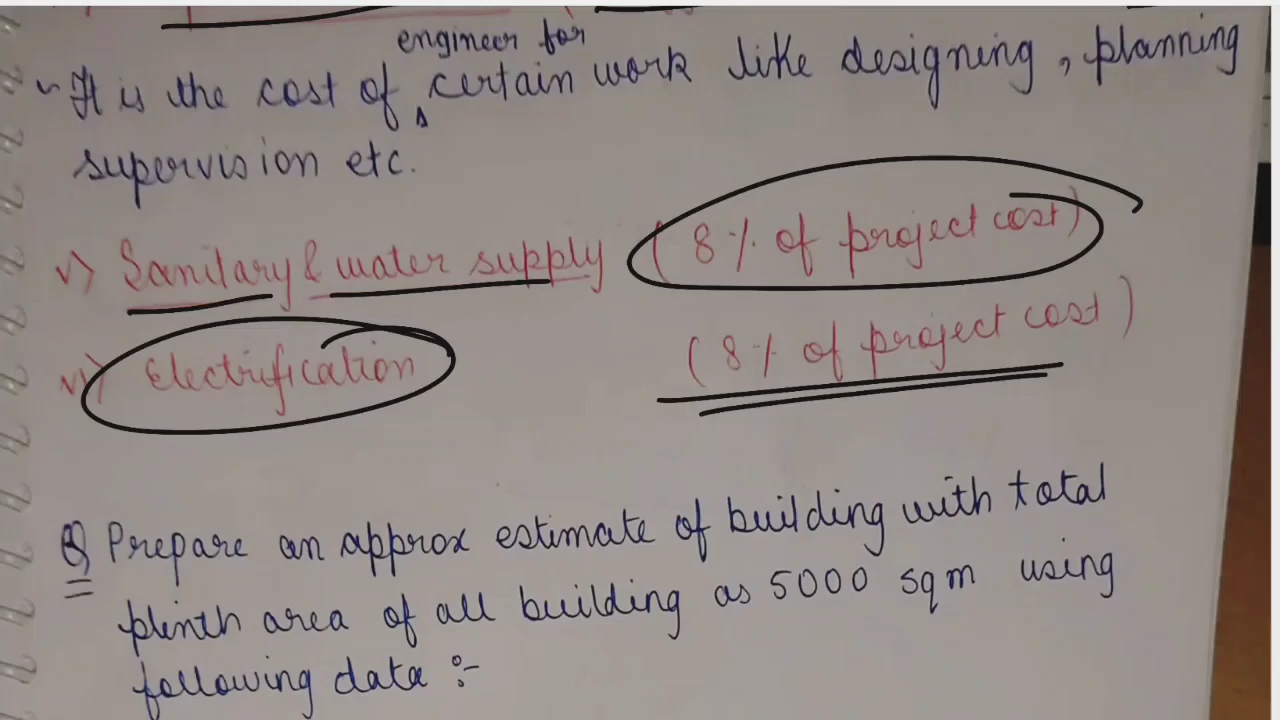 engineer for
It is the cost of ^ certain work like designing, planning
supervision etc.
v) Sanitary & water supply (8% of project cost)
vi) Electrification (8% of project cost)
Q Prepare an approx estimate of building with total
plinth area of all building as 5000 sqm using
following data :-